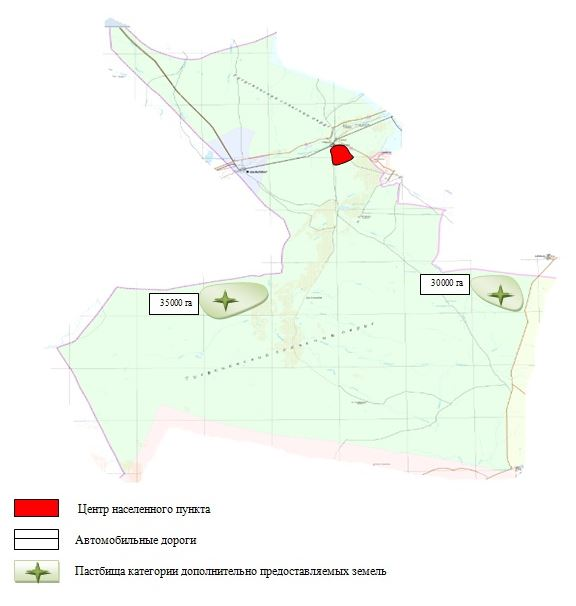 30000 га
35000 га
Центр населенного пункта
Автомобильные дороги
Пастбища категории дополнительно предоставляемых земель